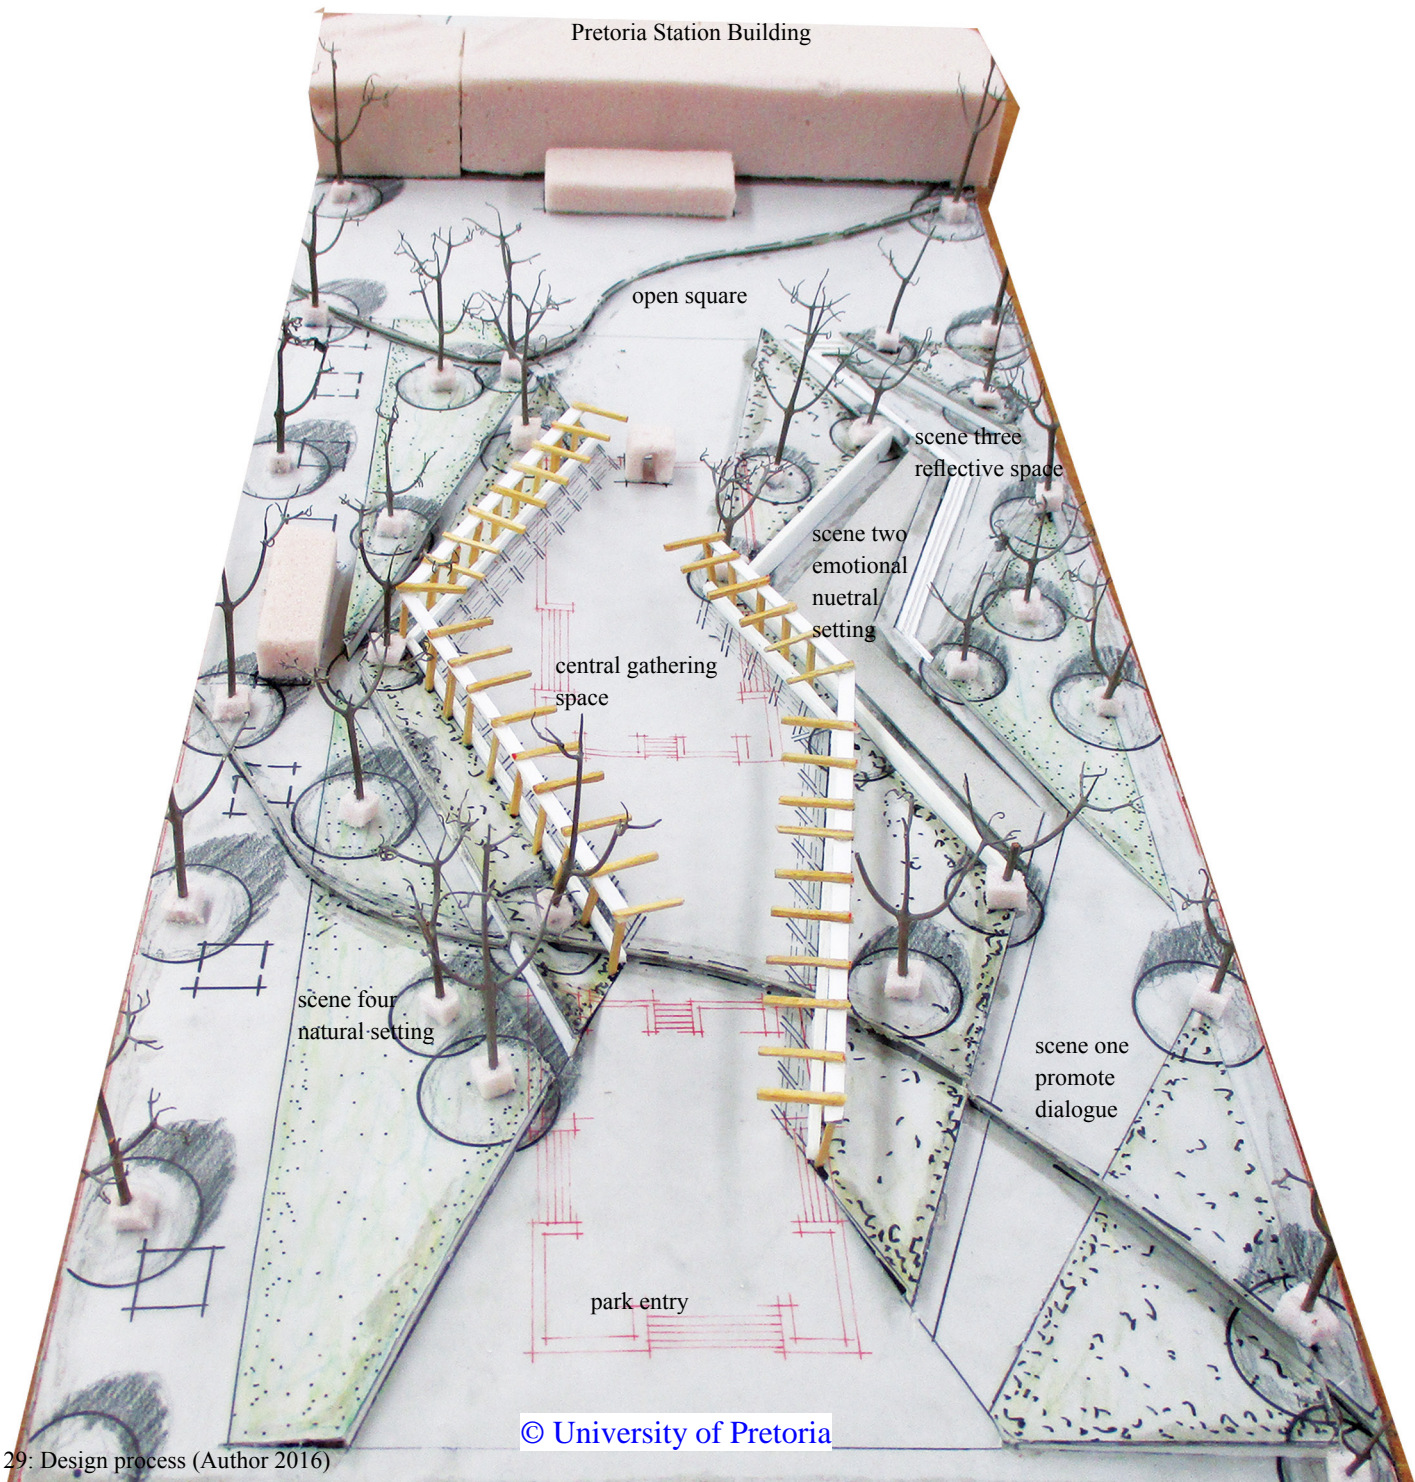 Pretoria Station Building
open square
scene three
reflective space
scene two
emotional
nuetral
setting
central gathering
space
scene four
natural setting
scene one
promote
dialogue
park entry
© University of Pretoria
29: Design process (Author 2016)